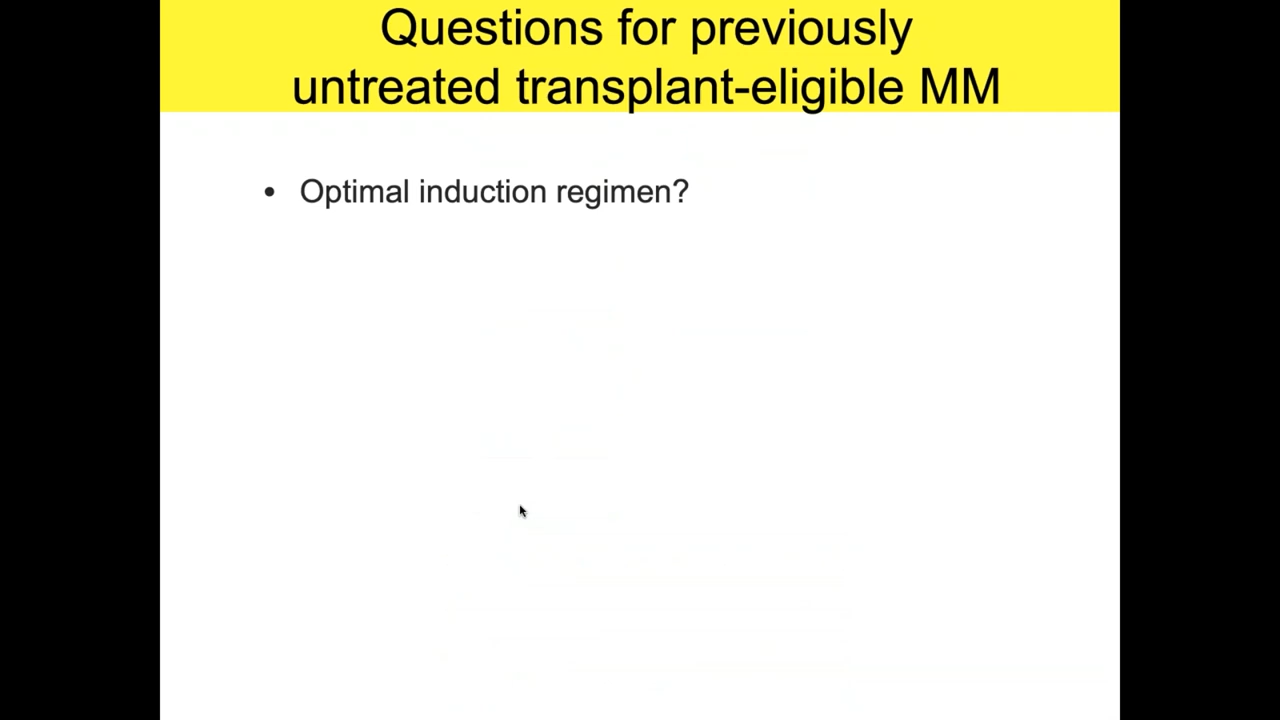 Questions for previously
untreated transplant-eligible MM
• Optimal induction regimen?